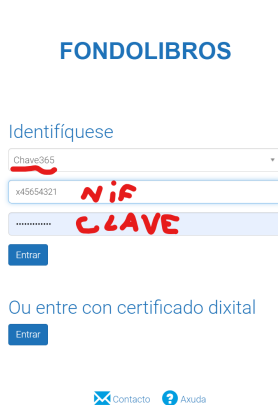 FONDOLIBROS
Identifíquese
Chave365
x45654321 NiF
••••••••••••• CLAVE
Entrar
Ou entre con certificado dixital
Entrar
Contacto ? Axuda